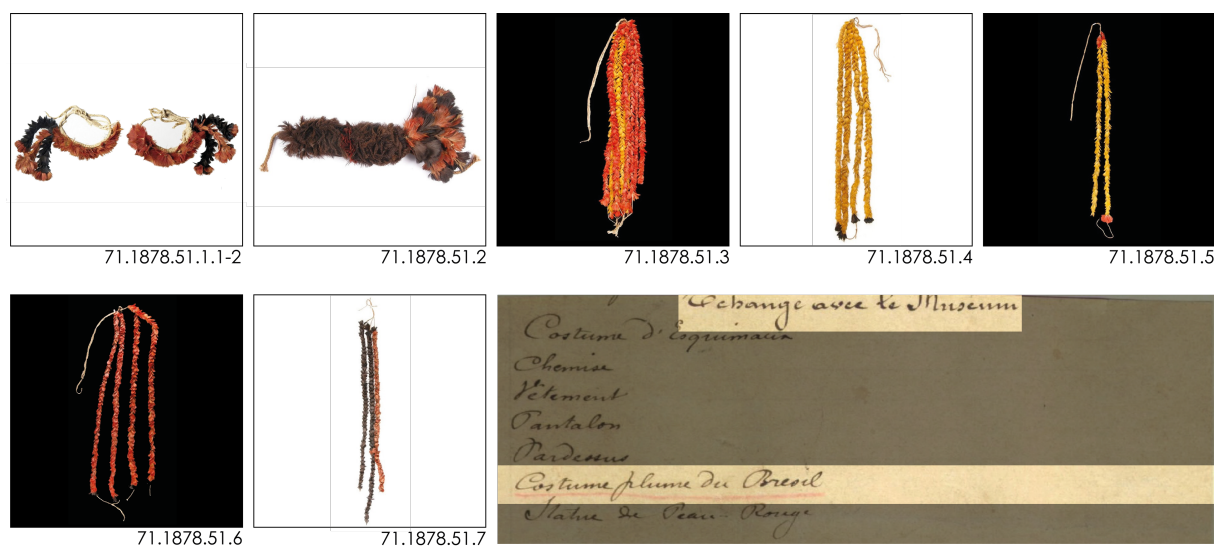 71.1878.51.1.1-2
71.1878.51.2
71.1878.51.3
71.1878.51.4
71.1878.51.5
71.1878.51.6
71.1878.51.7
Echange avec le Museum
Costume d'Esquimaux
Chemise
Vêtement
Pantalon
Pardessus
Costume plume du Bresil
Statue de Peau-Rouge